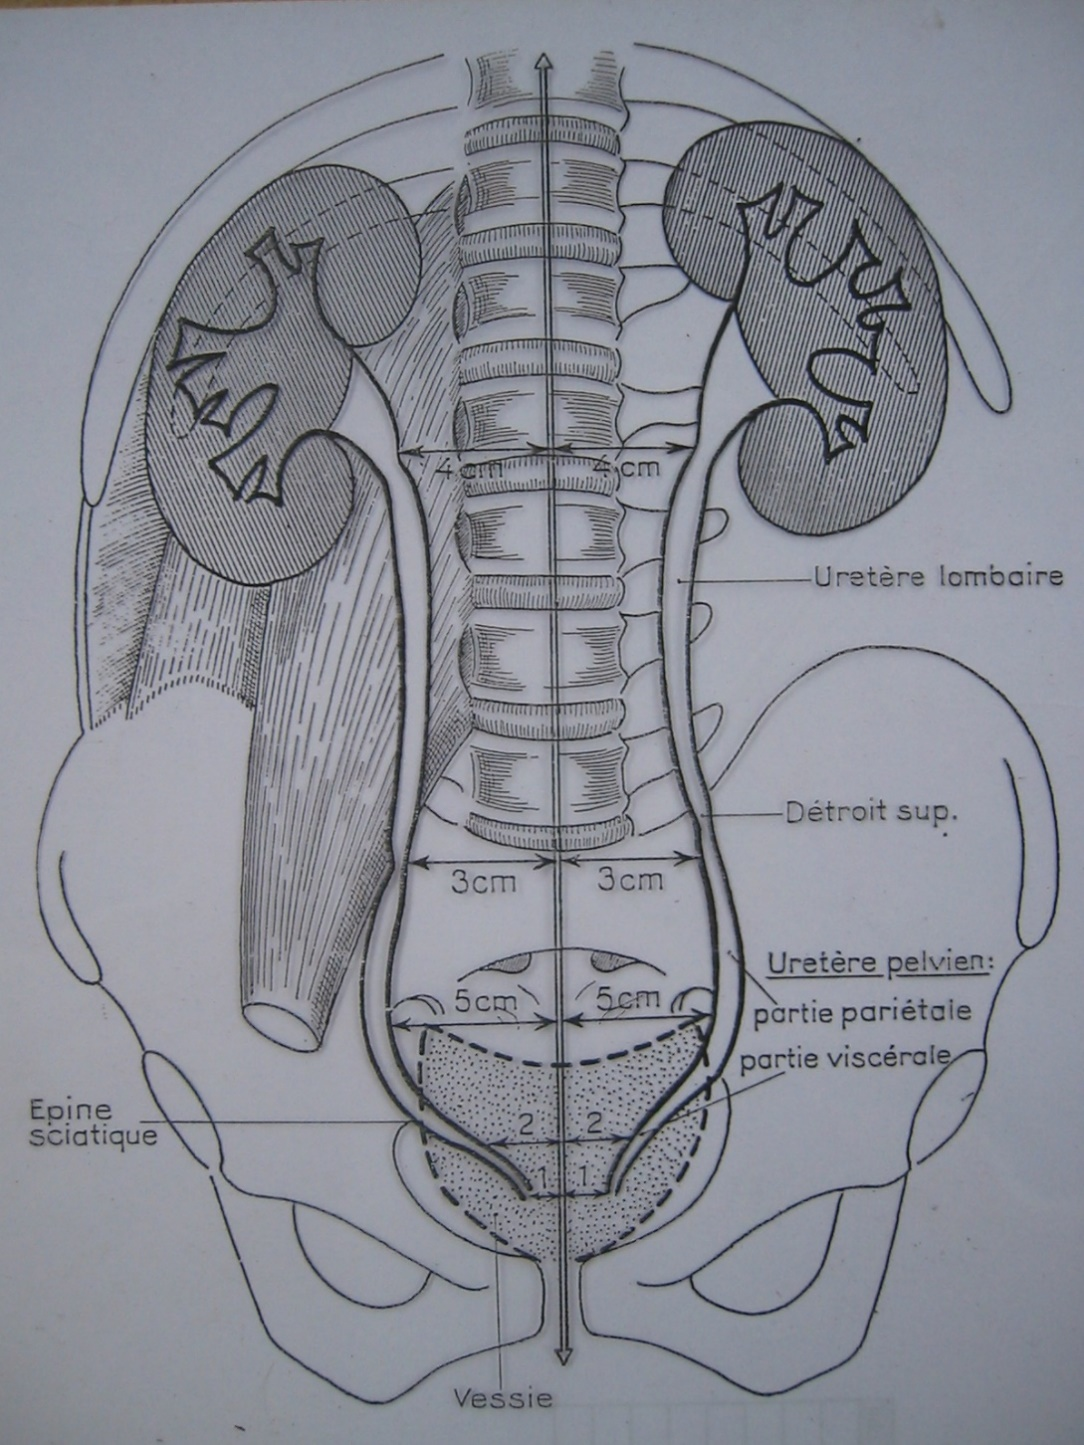 4cm 4cm
Uretère lombaire
Détroit sup.
3cm 3cm
Uretère pelvien:
5cm 5cm
partie pariétale
partie viscérale
Epine
sciatique
2 2
1 1
Vessie